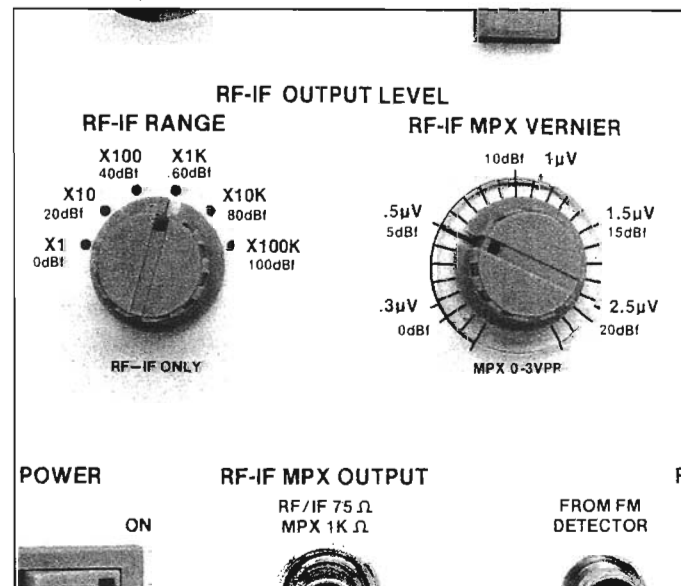 RF-IF OUTPUT LEVEL
RF-IF RANGE
X1
0dBf
X10
20dBf
X100
40dBf
X1K
.60dBf
X10K
80dBf
X100K
100dBf
RF-IF ONLY
RF-IF MPX VERNIER
.3µV
0dBf
.5µV
5dBf
10dBf 1µV
1.5µV
15dBf
2.5µV
20dBf
MPX 0-3VPP
POWER
ON
RF-IF MPX OUTPUT
RF/IF 75 Ω
MPX 1K Ω
FROM FM
DETECTOR